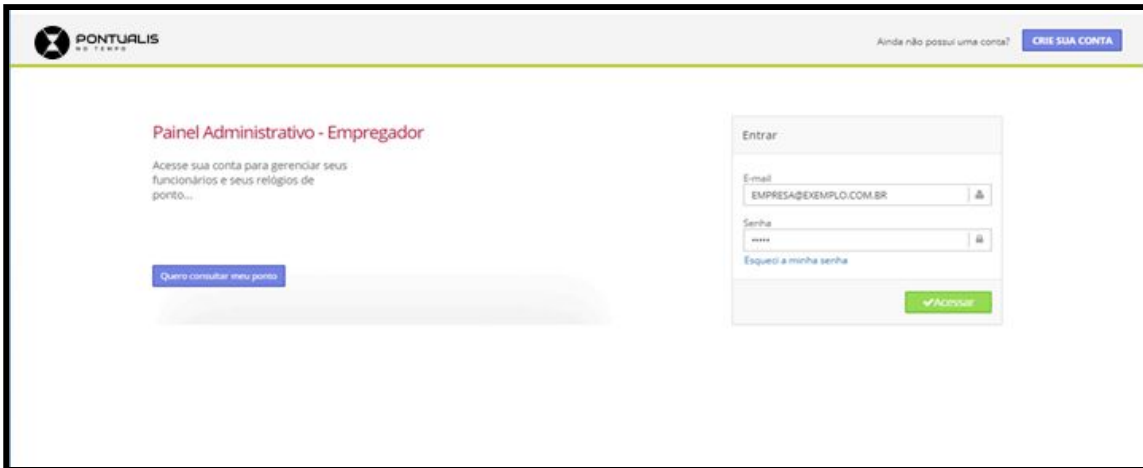 PONTUALIS
NO TEMPO
Ainda não possui uma conta?
CRIE SUA CONTA
Painel Administrativo - Empregador
Acesse sua conta para gerenciar seus
funcionários e seus relógios de
ponto...
Quero consultar meu ponto
Entrar
E-mail
EMPRESA@EXEMPLO.COM.BR
Senha
•••••
Esqueci a minha senha
Acessar